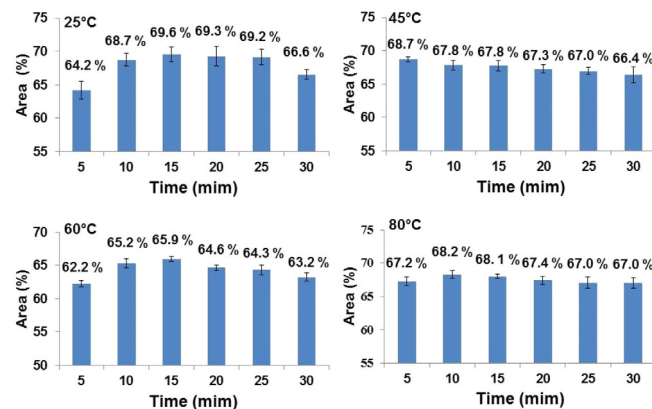 25°C
64.2 %
68.7 %
69.6 %
69.3 %
69.2 %
66.6 %
75
70
65
60
55
Area (%)
5 10 15 20 25 30
Time (mim)
45°C
68.7 %
67.8 %
67.8 %
67.3 %
67.0 %
66.4 %
75
70
65
60
55
Area (%)
5 10 15 20 25 30
Time (mim)
60°C
62.2 %
65.2 %
65.9 %
64.6 %
64.3 %
63.2 %
70
65
60
55
50
Area (%)
5 10 15 20 25 30
Time (mim)
80°C
67.2 %
68.2 %
68.1 %
67.4 %
67.0 %
67.0 %
75
70
65
60
55
Area (%)
5 10 15 20 25 30
Time (mim)